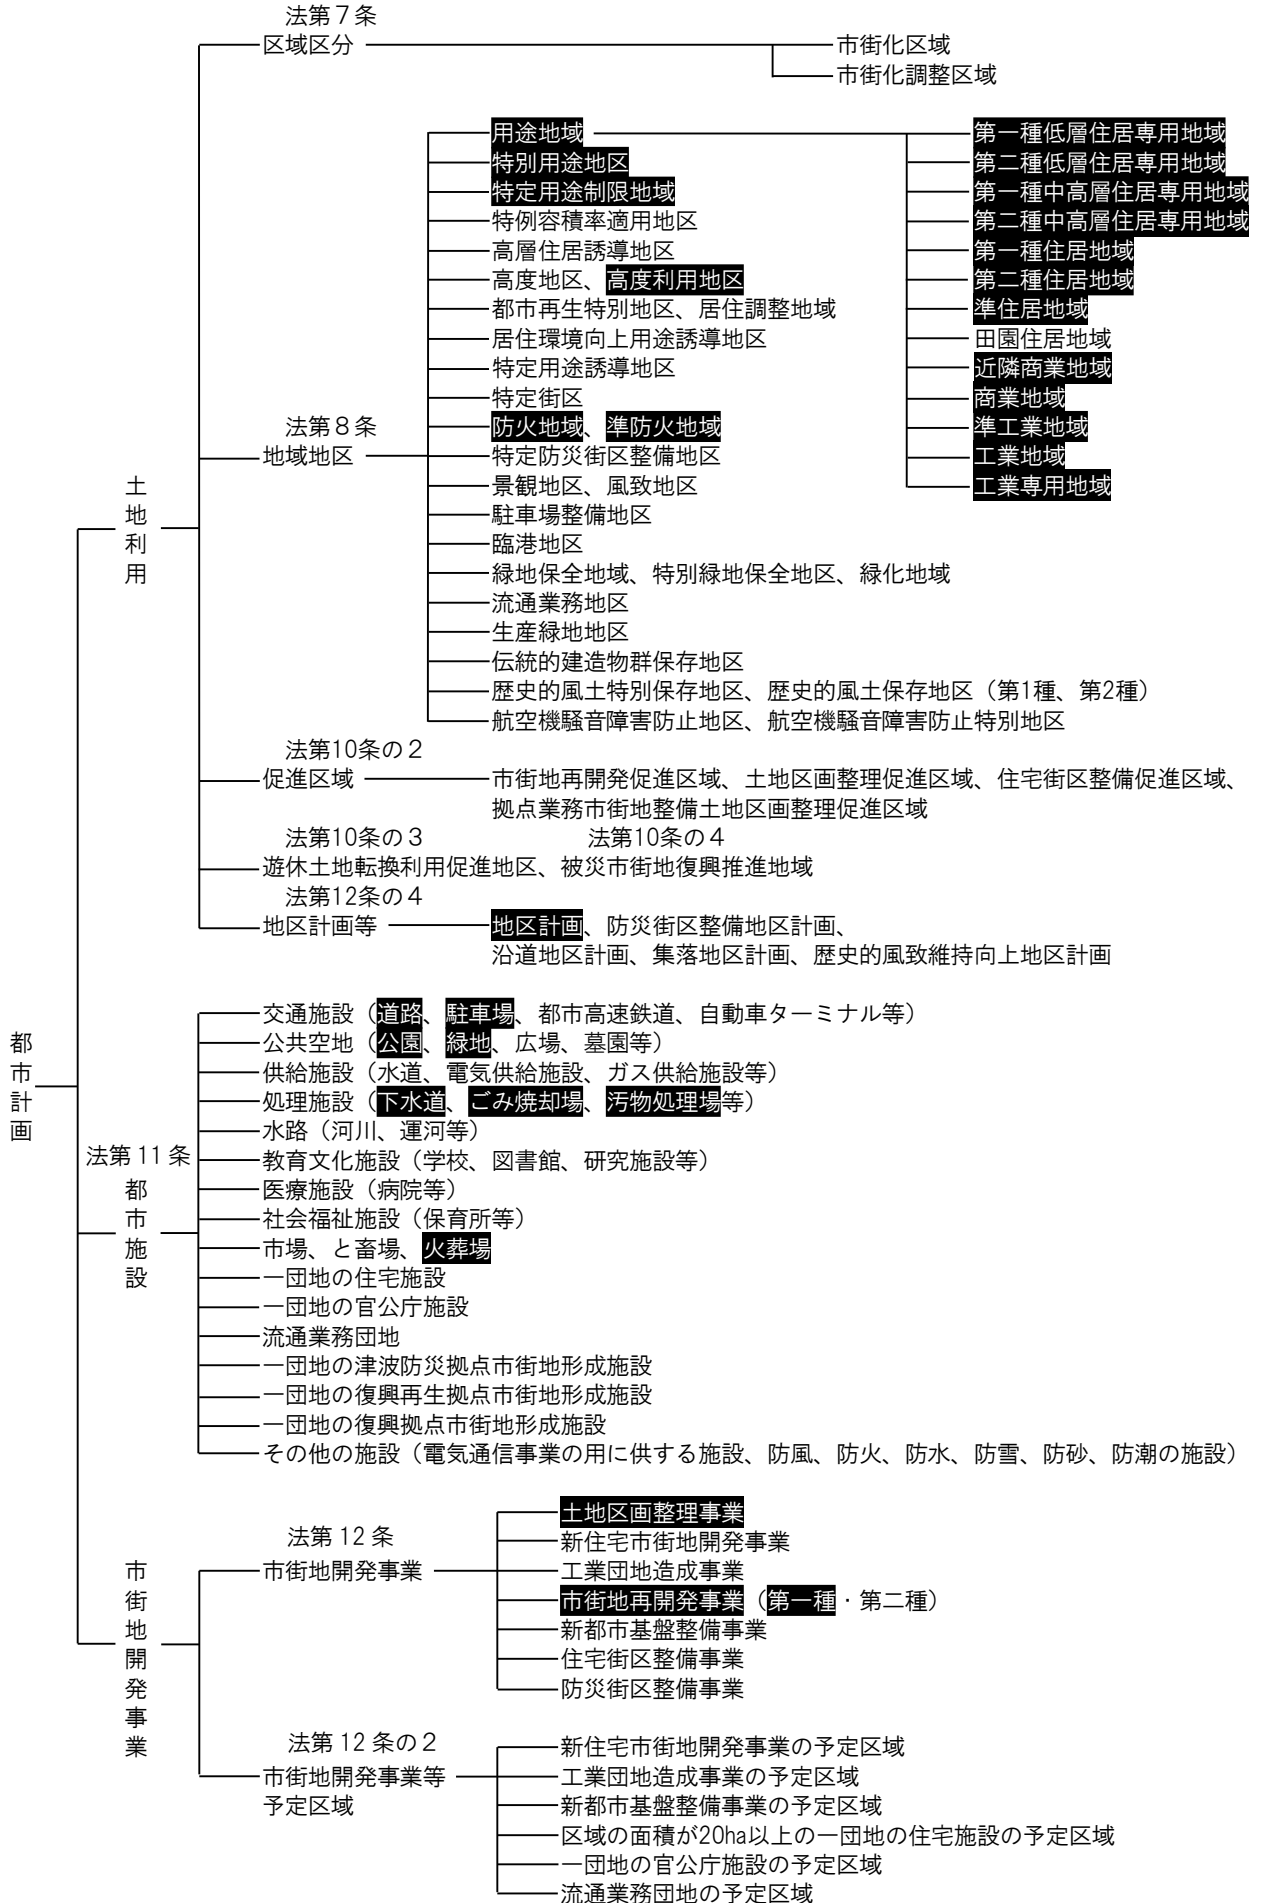 法第７条
区域区分
市街化区域
市街化調整区域
用途地域
特別用途地区
特定用途制限地域
特例容積率適用地区
高層住居誘導地区
高度地区、高度利用地区
都市再生特別地区、居住調整地域
居住環境向上用途誘導地区
特定用途誘導地区
特定街区
防火地域、準防火地域
特定防災街区整備地区
景観地区、風致地区
駐車場整備地区
臨港地区
緑地保全地域、特別緑地保全地区、緑化地域
流通業務地区
生産緑地地区
伝統的建造物群保存地区
歴史的風土特別保存地区、歴史的風土保存地区（第1種、第2種）
航空機騒音障害防止地区、航空機騒音障害防止特別地区
第一種低層住居専用地域
第二種低層住居専用地域
第一種中高層住居専用地域
第二種中高層住居専用地域
第一種住居地域
第二種住居地域
準住居地域
田園住居地域
近隣商業地域
商業地域
準工業地域
工業地域
工業専用地域
法第８条
地域地区
土地利用
法第10条の２
促進区域
市街地再開発促進区域、土地区画整理促進区域、住宅街区整備促進区域、
拠点業務市街地整備土地区画整理促進区域
法第10条の３
法第10条の４
遊休土地転換利用促進地区、被災市街地復興推進地域
法第12条の４
地区計画等
地区計画、防災街区整備地区計画、
沿道地区計画、集落地区計画、歴史的風致維持向上地区計画
都市計画
交通施設（道路、駐車場、都市高速鉄道、自動車ターミナル等）
公共空地（公園、緑地、広場、墓園等）
供給施設（水道、電気供給施設、ガス供給施設等）
処理施設（下水道、ごみ焼却場、汚物処理場等）
水路（河川、運河等）
法第 11 条
都市施設
教育文化施設（学校、図書館、研究施設等）
医療施設（病院等）
社会福祉施設（保育所等）
市場、と畜場、火葬場
一団地の住宅施設
一団地の官公庁施設
流通業務団地
一団地の津波防災拠点市街地形成施設
一団地の復興再生拠点市街地形成施設
一団地の復興拠点市街地形成施設
その他の施設（電気通信事業の用に供する施設、防風、防火、防水、防雪、防砂、防潮の施設）
市街地開発事業
法第 12 条
市街地開発事業
土地区画整理事業
新住宅市街地開発事業
工業団地造成事業
市街地再開発事業（第一種・第二種）
新都市基盤整備事業
住宅街区整備事業
防災街区整備事業
法第 12 条の２
市街地開発事業等
予定区域
新住宅市街地開発事業の予定区域
工業団地造成事業の予定区域
新都市基盤整備事業の予定区域
区域の面積が20ha以上の一団地の住宅施設の予定区域
一団地の官公庁施設の予定区域
流通業務団地の予定区域